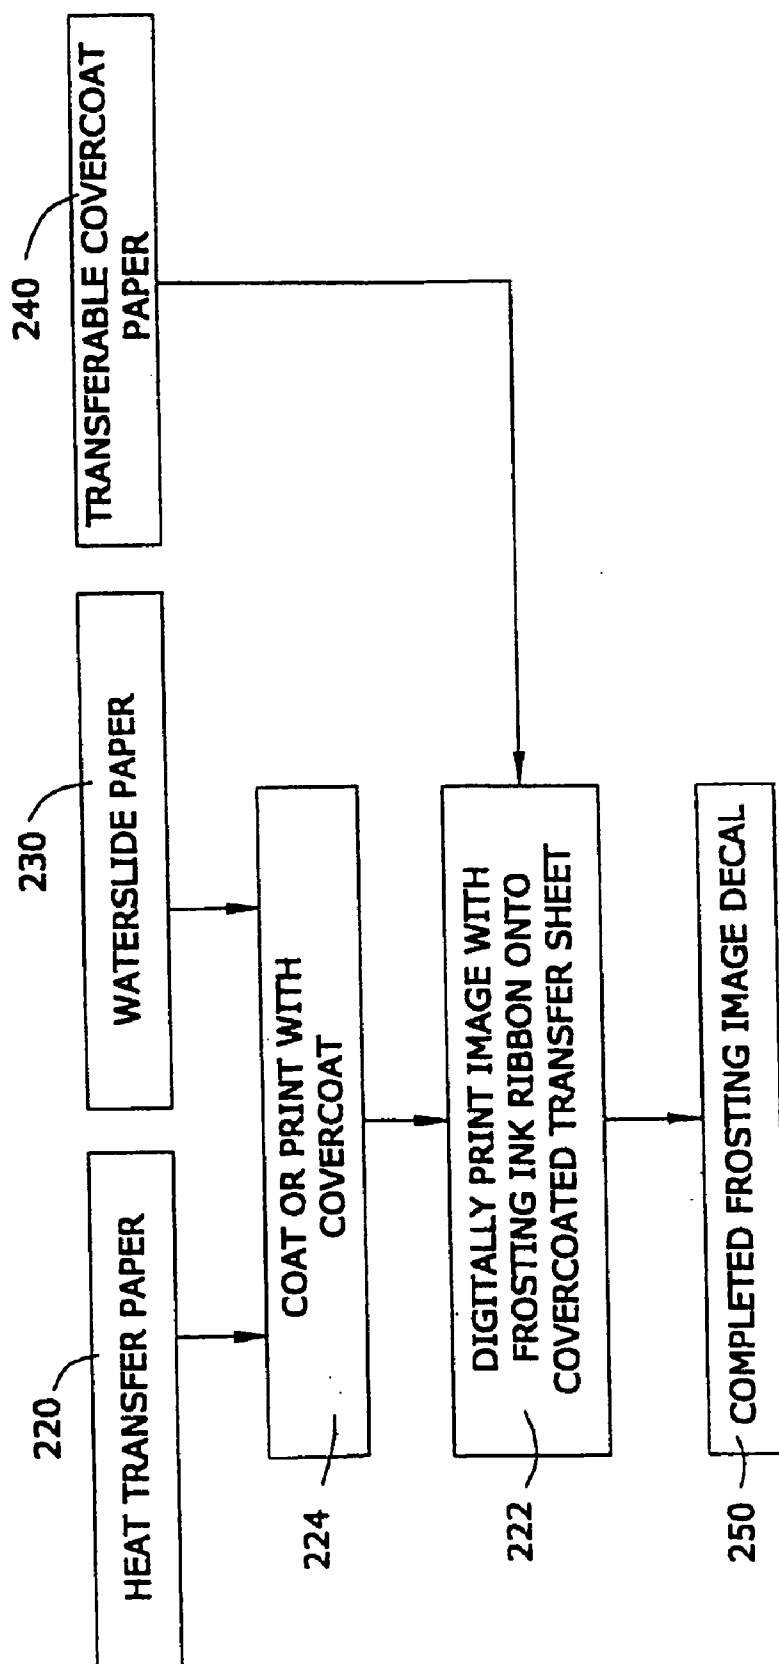 220
HEAT TRANSFER PAPER
230
WATERSLIDE PAPER
240
TRANSFERABLE COVERCOAT
PAPER
224
COAT OR PRINT WITH
COVERCOAT
222
DIGITALLY PRINT IMAGE WITH
FROSTING INK RIBBON ONTO
COVERCOATED TRANSFER SHEET
250
COMPLETED FROSTING IMAGE DECAL